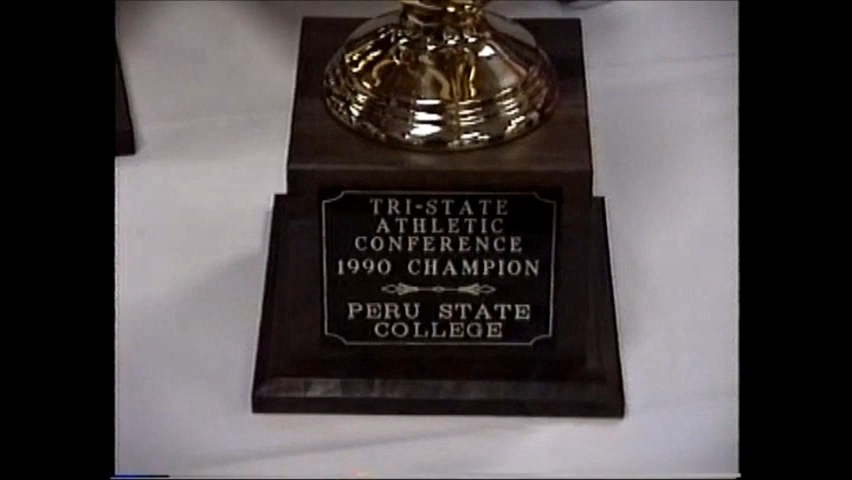 TRI-STATE
ATHLETIC
CONFERENCE
1990 CHAMPION
PERU STATE
COLLEGE